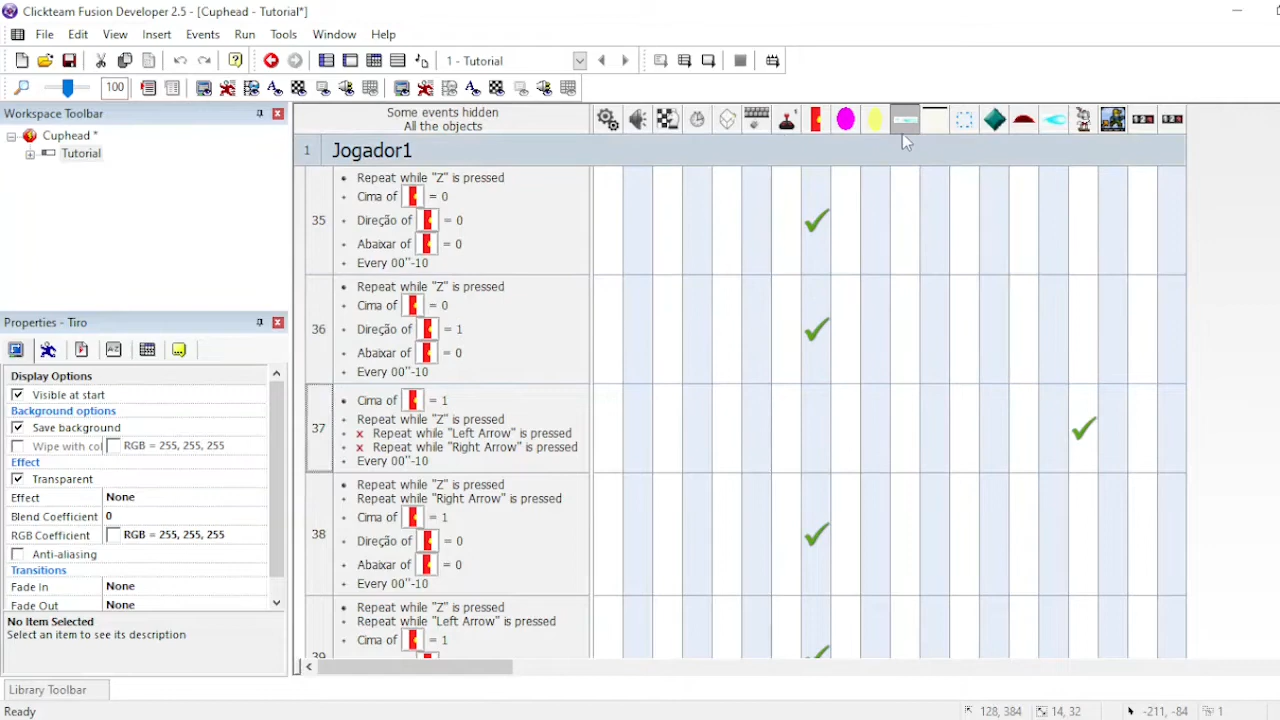 Clickteam Fusion Developer 2.5 - [Cuphead - Tutorial*]
File Edit View Insert Events Run Tools Window Help
1 - Tutorial
100
Workspace Toolbar
Cuphead *
Tutorial
Properties - Tiro
Display Options
Visible at start
Background options
Save background
Wipe with col RGB = 255, 255, 255
Effect
Transparent
Effect None
Blend Coefficient 0
RGB Coefficient RGB = 255, 255, 255
Anti-aliasing
Transitions
Fade In None
Fade Out None
No Item Selected
Select an item to see its description
Library Toolbar
Ready
Some events hidden
All the objects
1 Jogador1
35
Repeat while "Z" is pressed
Cima of = 0
Direção of = 0
Abaixar of = 0
Every 00"-10
36
Repeat while "Z" is pressed
Cima of = 0
Direção of = 1
Abaixar of = 0
Every 00"-10
37
Cima of = 1
Repeat while "Z" is pressed
x Repeat while "Left Arrow" is pressed
x Repeat while "Right Arrow" is pressed
Every 00"-10
38
Repeat while "Z" is pressed
Repeat while "Right Arrow" is pressed
Cima of = 1
Direção of = 0
Abaixar of = 0
Every 00"-10
39
Repeat while "Z" is pressed
Repeat while "Left Arrow" is pressed
Cima of = 1
128, 384 14, 32 -211, -84 1